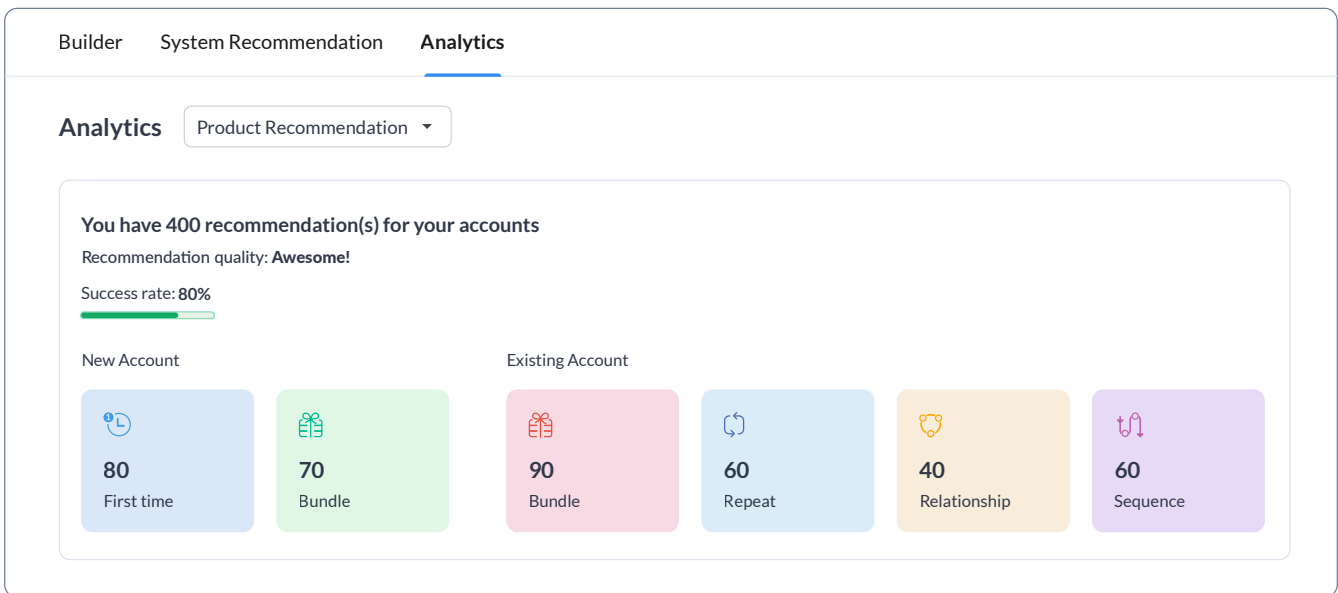 Builder System Recommendation Analytics
Analytics Product Recommendation
You have 400 recommendation(s) for your accounts
Recommendation quality: Awesome!
Success rate: 80%
New Account Existing Account
1
80 70 90 60 40 60
First time Bundle Bundle Repeat Relationship Sequence